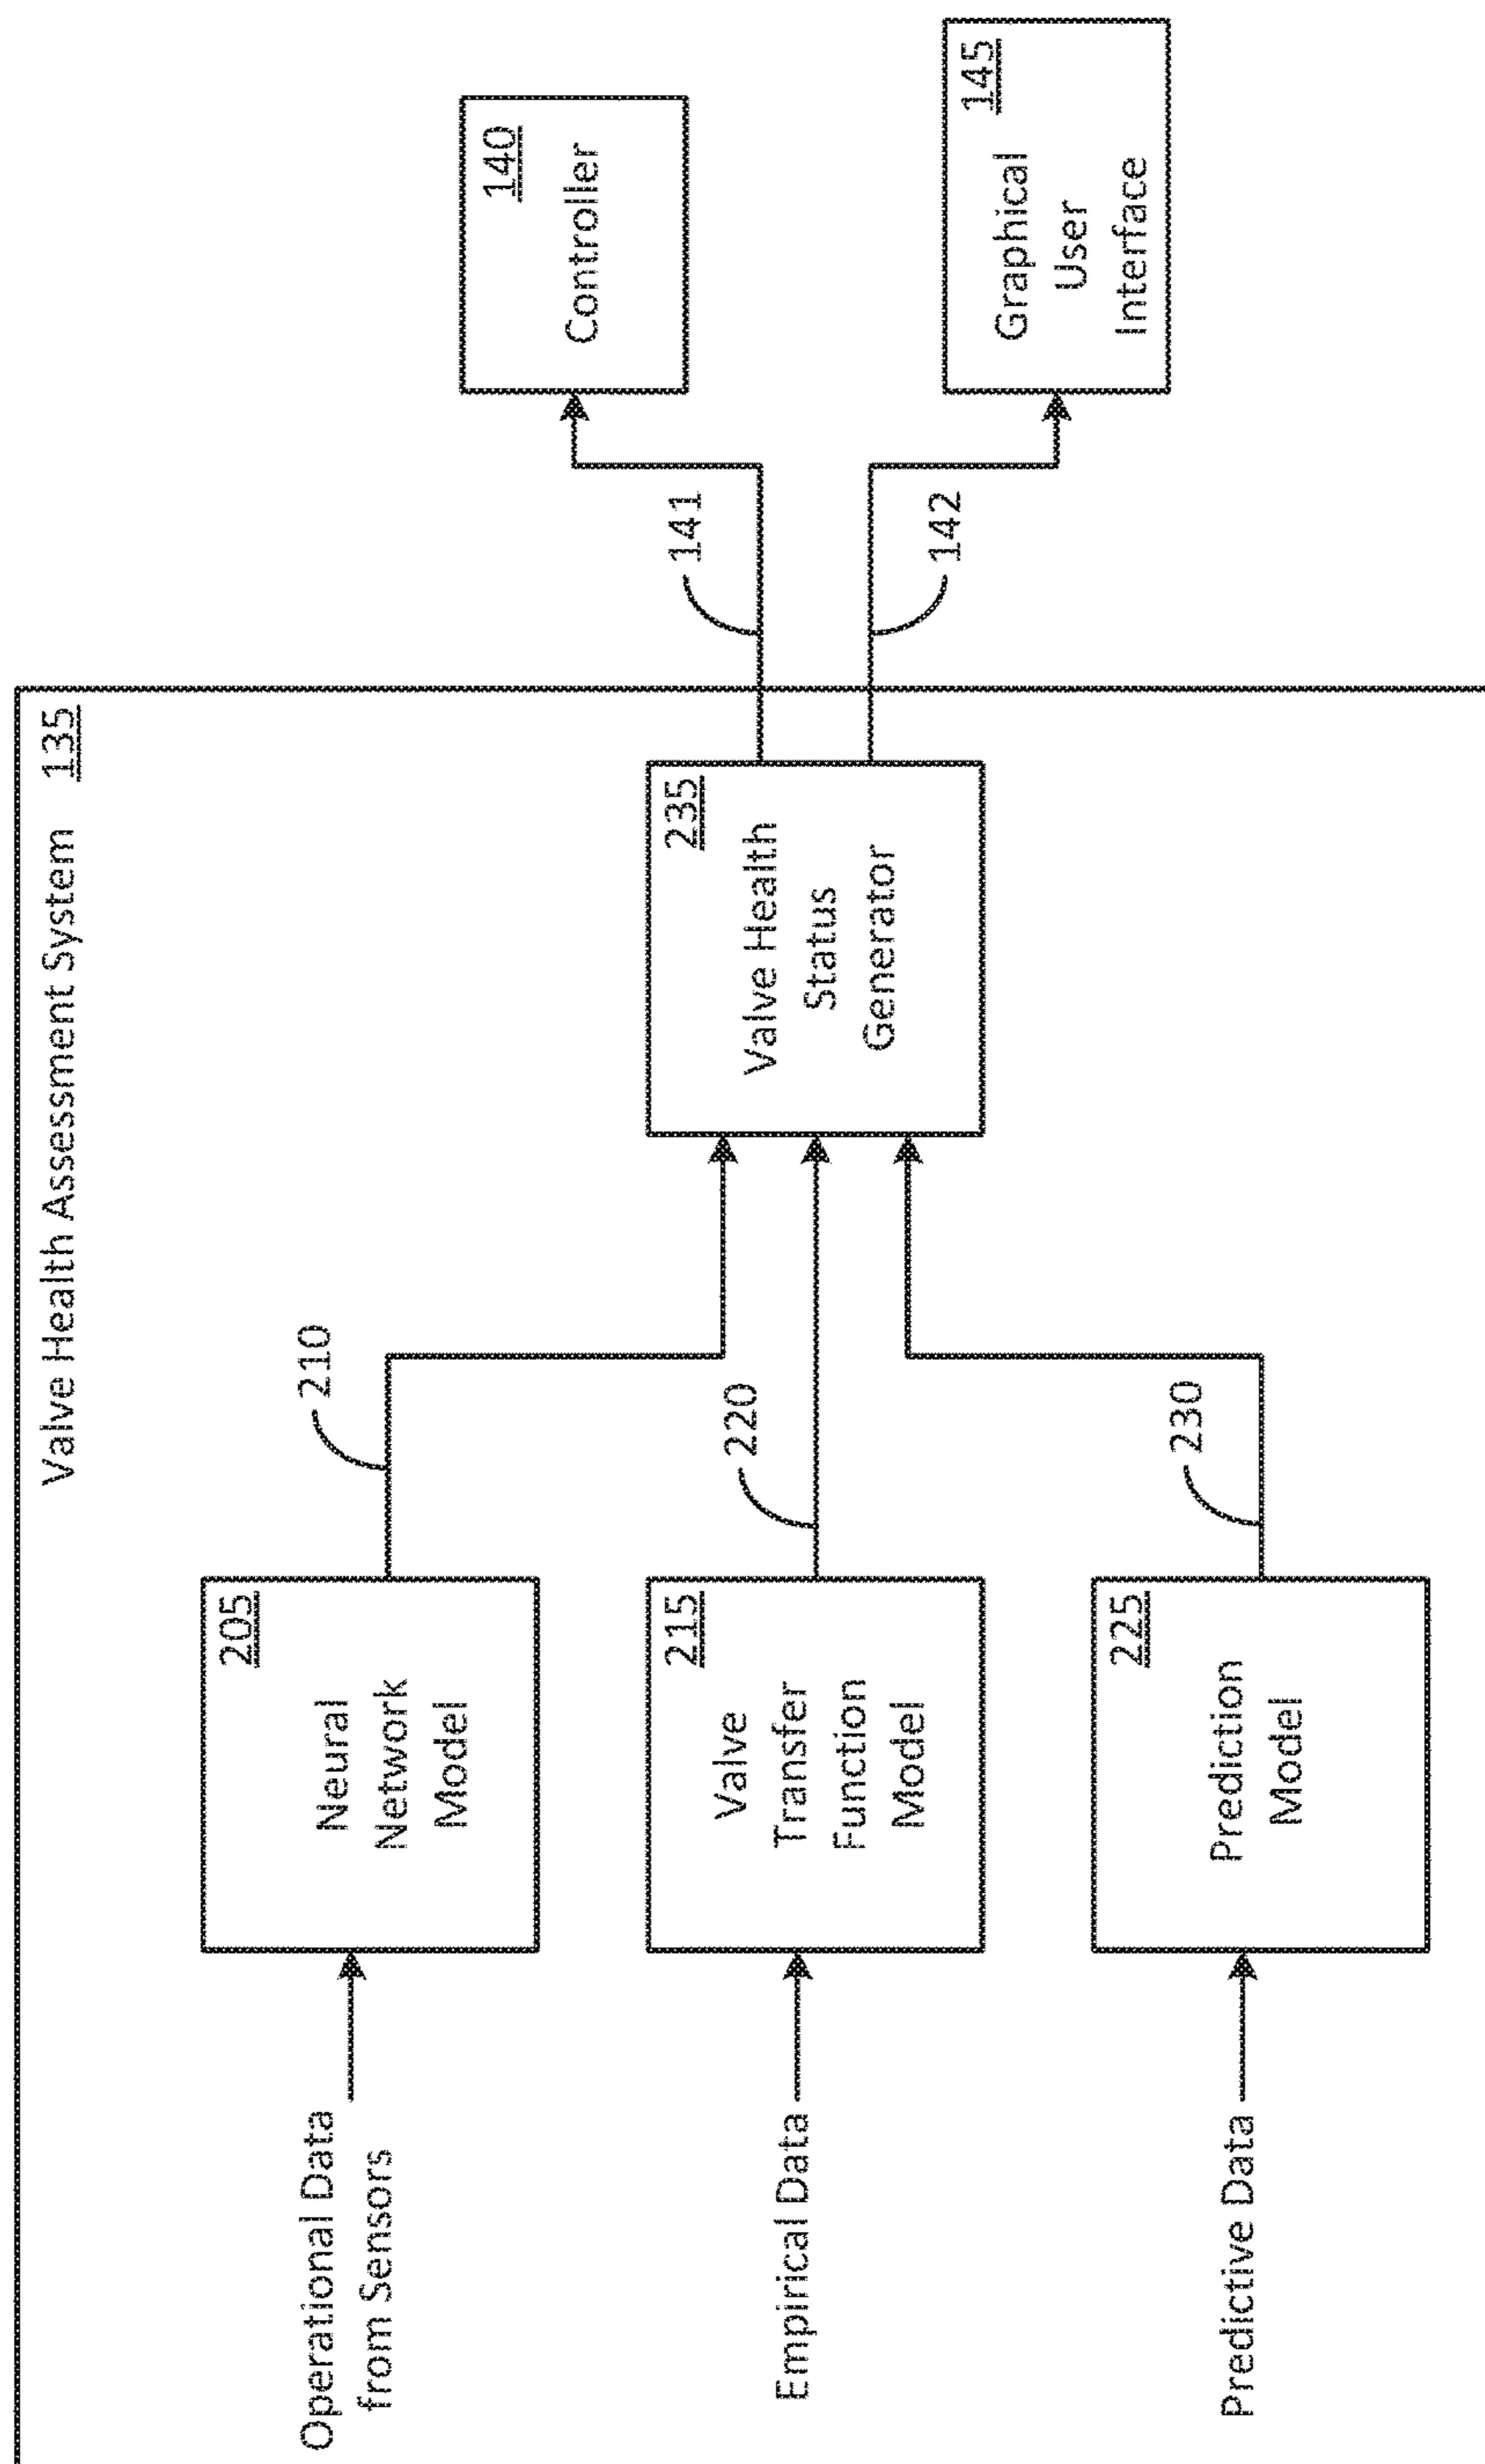 Valve Health Assessment System 135
Operational Data
from Sensors
205
Neural
Network
Model
210
Empirical Data
215
Valve
Transfer
Function
Model
220
Predictive Data
225
Prediction
Model
230
235
Valve Health
Status
Generator
141
142
140
Controller
145
Graphical
User
Interface